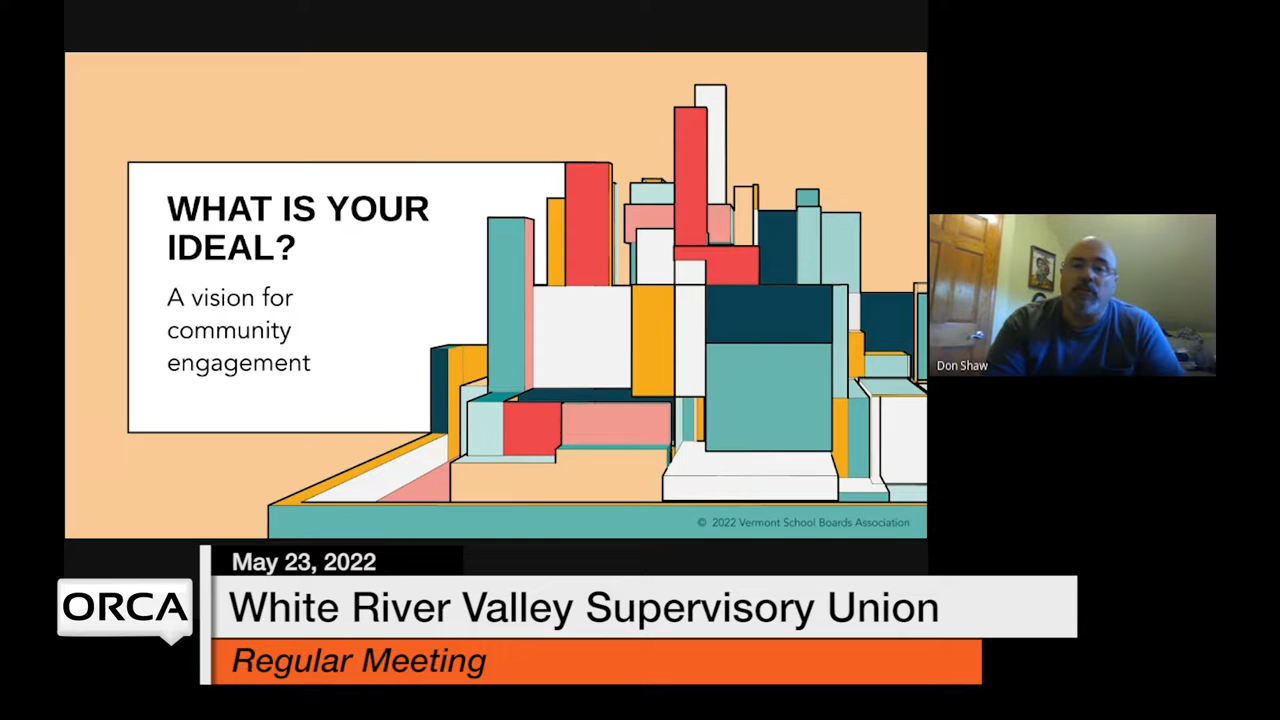 WHAT IS YOUR
IDEAL?
A vision for
community
engagement
© 2022 Vermont School Boards Association
Don Shaw
May 23, 2022
ORCA
White River Valley Supervisory Union
Regular Meeting